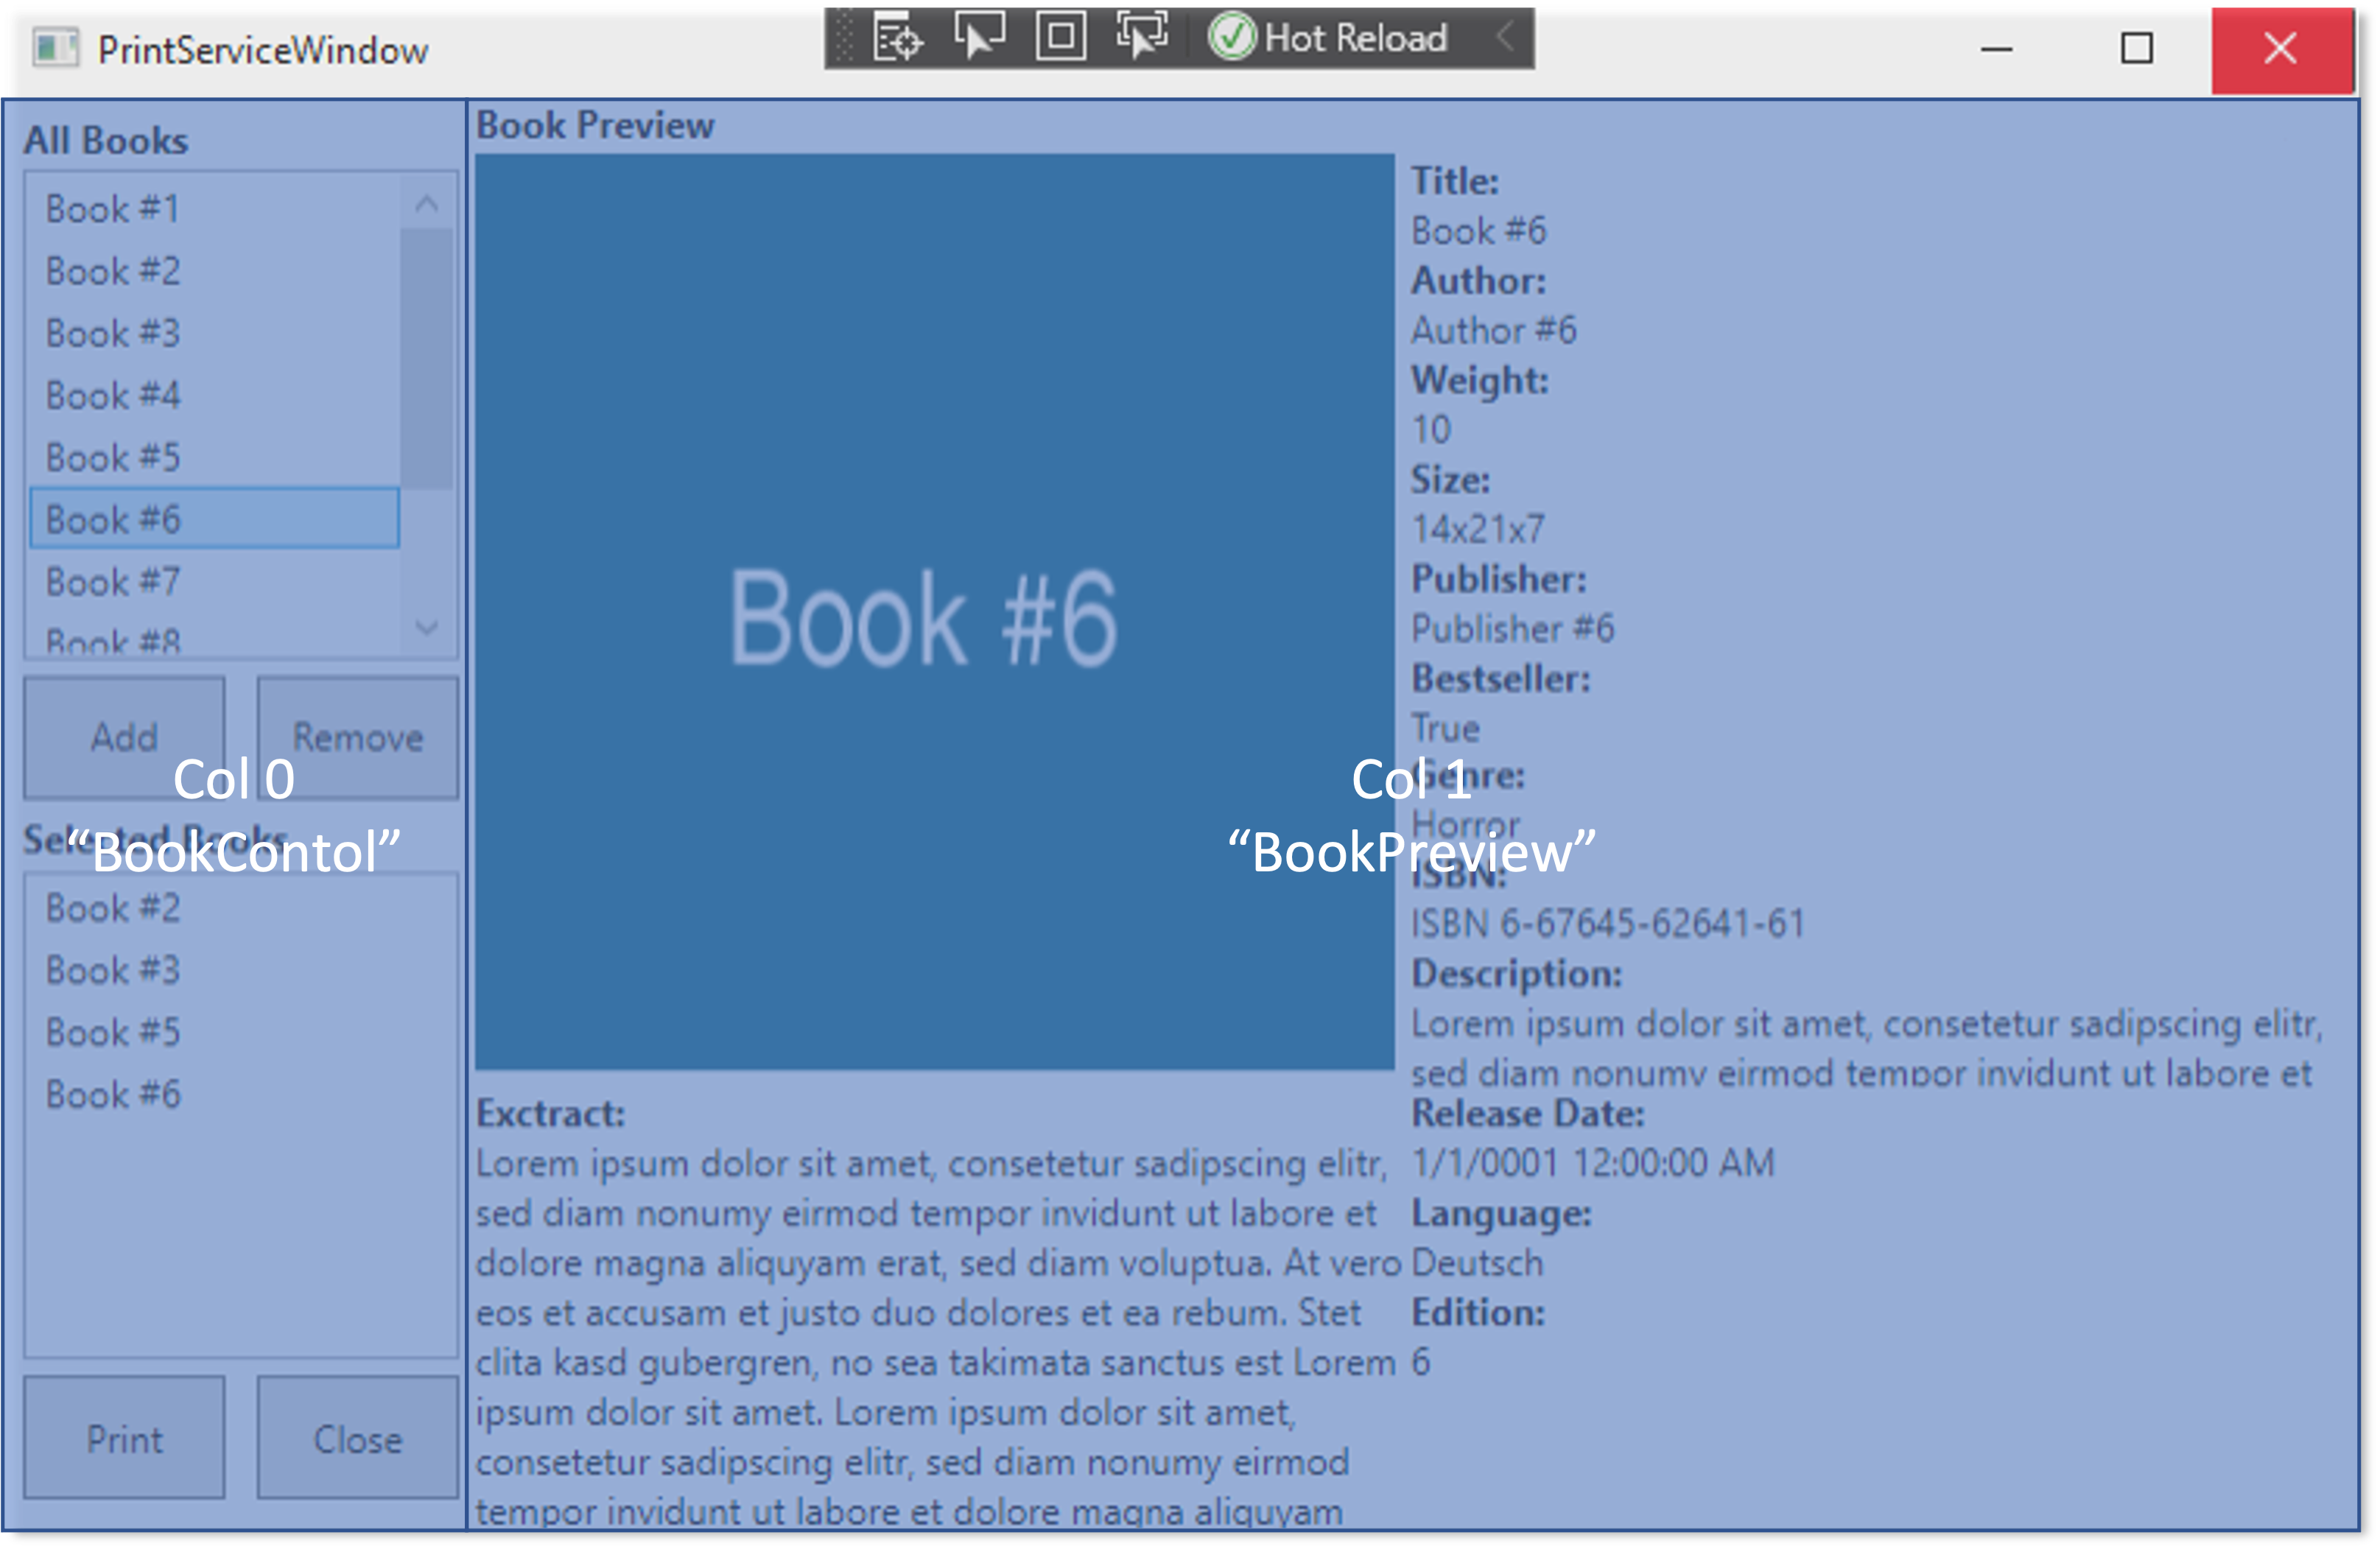 PrintServiceWindow
Hot Reload
All Books
Book #1
Book #2
Book #3
Book #4
Book #5
Book #6
Book #7
Book #8
Add
Remove
Col 0
“BookContol”
Selected Books
Book #2
Book #3
Book #5
Book #6
Print
Close
Book Preview
Book #6
Col 1
“BookPreview”
Exctract:
Lorem ipsum dolor sit amet, consetetur sadipscing elitr,
sed diam nonumy eirmod tempor invidunt ut labore et
dolore magna aliquyam erat, sed diam voluptua. At vero
eos et accusam et justo duo dolores et ea rebum. Stet
clita kasd gubergren, no sea takimata sanctus est Lorem
ipsum dolor sit amet. Lorem ipsum dolor sit amet,
consetetur sadipscing elitr, sed diam nonumy eirmod
tempor invidunt ut labore et dolore magna aliquyam
Title:
Book #6
Author:
Author #6
Weight:
10
Size:
14x21x7
Publisher:
Publisher #6
Bestseller:
True
Genre:
Horror
ISBN:
ISBN 6-67645-62641-61
Description:
Lorem ipsum dolor sit amet, consetetur sadipscing elitr,
sed diam nonumy eirmod tempor invidunt ut labore et
Release Date:
1/1/0001 12:00:00 AM
Language:
Deutsch
Edition:
6